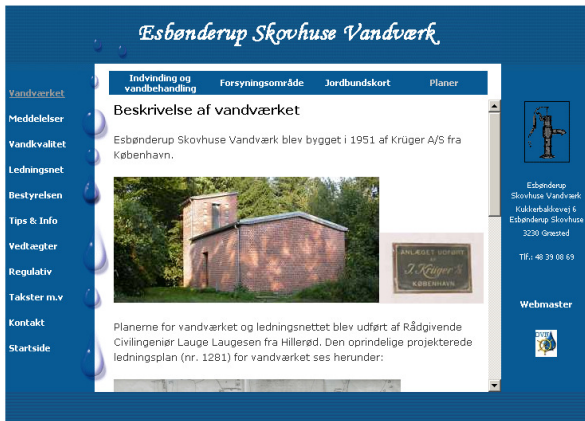 Esbønderup Skovhuse Vandværk
Vandværket
Meddelelser
Vandkvalitet
Ledningsnet
Bestyrelsen
Tips & Info
Vedtægter
Regulativ
Takster m.v
Kontakt
Startside
Indvinding og
vandbehandling
Forsyningsområde
Jordbundskort
Planer
Beskrivelse af vandværket
Esbønderup Skovhuse Vandværk blev bygget i 1951 af Krüger A/S fra
København.
ANLÆGET UDFØRT
AF
J. Krüger A/S
KØBENHAVN
Planerne for vandværket og ledningsnettet blev udført af Rådgivende
Civilingeniør Lauge Laugesen fra Hillerød. Den oprindelige projekterede
ledningsplan (nr. 1281) for vandværket ses herunder:
Esbønderup
Skovhuse Vandværk
Kukkerbakkevej 6
Esbønderup Skovhuse
3230 Græsted
Tlf.: 48 39 08 69
Webmaster